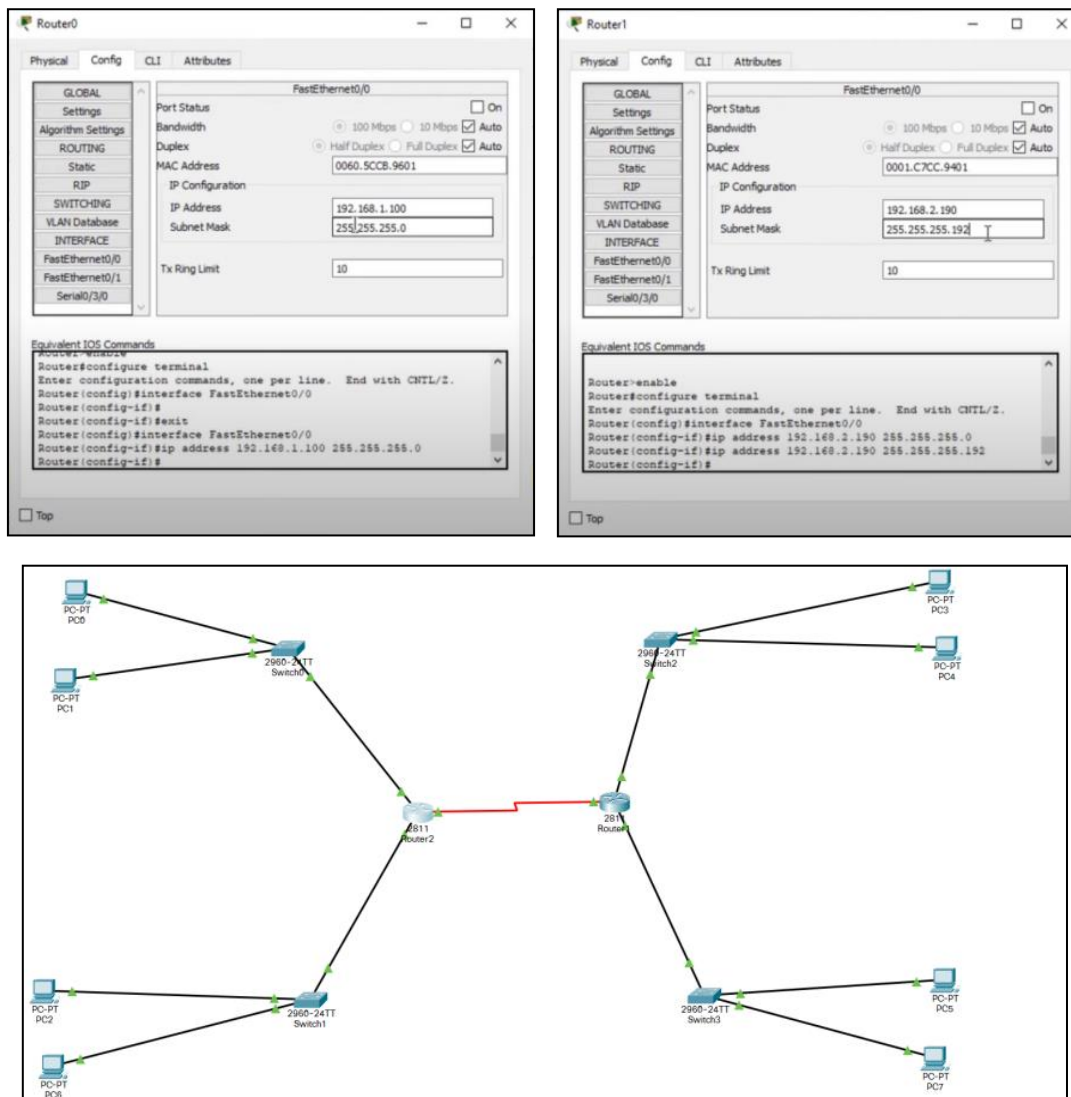 Router0
Physical Config CLI Attributes
GLOBAL
Settings
Algorithm Settings
ROUTING
Static
RIP
SWITCHING
VLAN Database
INTERFACE
FastEthernet0/0
FastEthernet0/1
Serial0/3/0
FastEthernet0/0
Port Status On
Bandwidth 100 Mbps 10 Mbps Auto
Duplex Half Duplex Full Duplex Auto
MAC Address 0060.5CCB.9601
IP Configuration
IP Address 192.168.1.100
Subnet Mask 255.255.255.0
Tx Ring Limit 10
Equivalent IOS Commands
Router>enable
Router#configure terminal
Enter configuration commands, one per line. End with CNTL/Z.
Router(config)#interface FastEthernet0/0
Router(config-if)#
Router(config-if)#exit
Router(config)#interface FastEthernet0/0
Router(config-if)#ip address 192.168.1.100 255.255.255.0
Router(config-if)#
Top
Router1
Physical Config CLI Attributes
GLOBAL
Settings
Algorithm Settings
ROUTING
Static
RIP
SWITCHING
VLAN Database
INTERFACE
FastEthernet0/0
FastEthernet0/1
Serial0/3/0
FastEthernet0/0
Port Status On
Bandwidth 100 Mbps 10 Mbps Auto
Duplex Half Duplex Full Duplex Auto
MAC Address 0001.C7CC.9401
IP Configuration
IP Address 192.168.2.190
Subnet Mask 255.255.255.192
Tx Ring Limit 10
Equivalent IOS Commands
Router>enable
Router#configure terminal
Enter configuration commands, one per line. End with CNTL/Z.
Router(config)#interface FastEthernet0/0
Router(config-if)#ip address 192.168.2.190 255.255.255.0
Router(config-if)#ip address 192.168.2.190 255.255.255.192
Router(config-if)#
Top
PC-PT
PC0
PC-PT
PC1
2960-24TT
Switch0
2960-24TT
Switch2
PC-PT
PC3
PC-PT
PC4
2811
Router2
2811
Router1
PC-PT
PC2
PC-PT
PC6
2960-24TT
Switch1
2960-24TT
Switch3
PC-PT
PC5
PC-PT
PC7